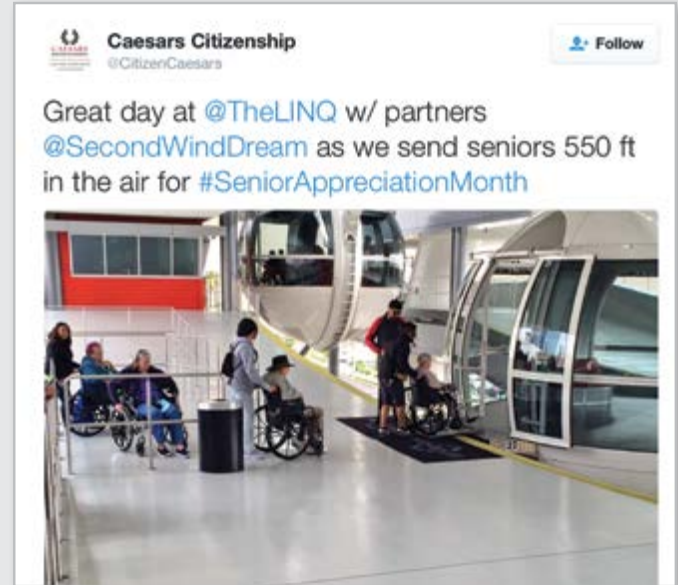 Caesars Citizenship
@CitizenCaesars
Follow
Great day at @TheLINQ w/ partners
@SecondWindDream as we send seniors 550 ft
in the air for #SeniorAppreciationMonth